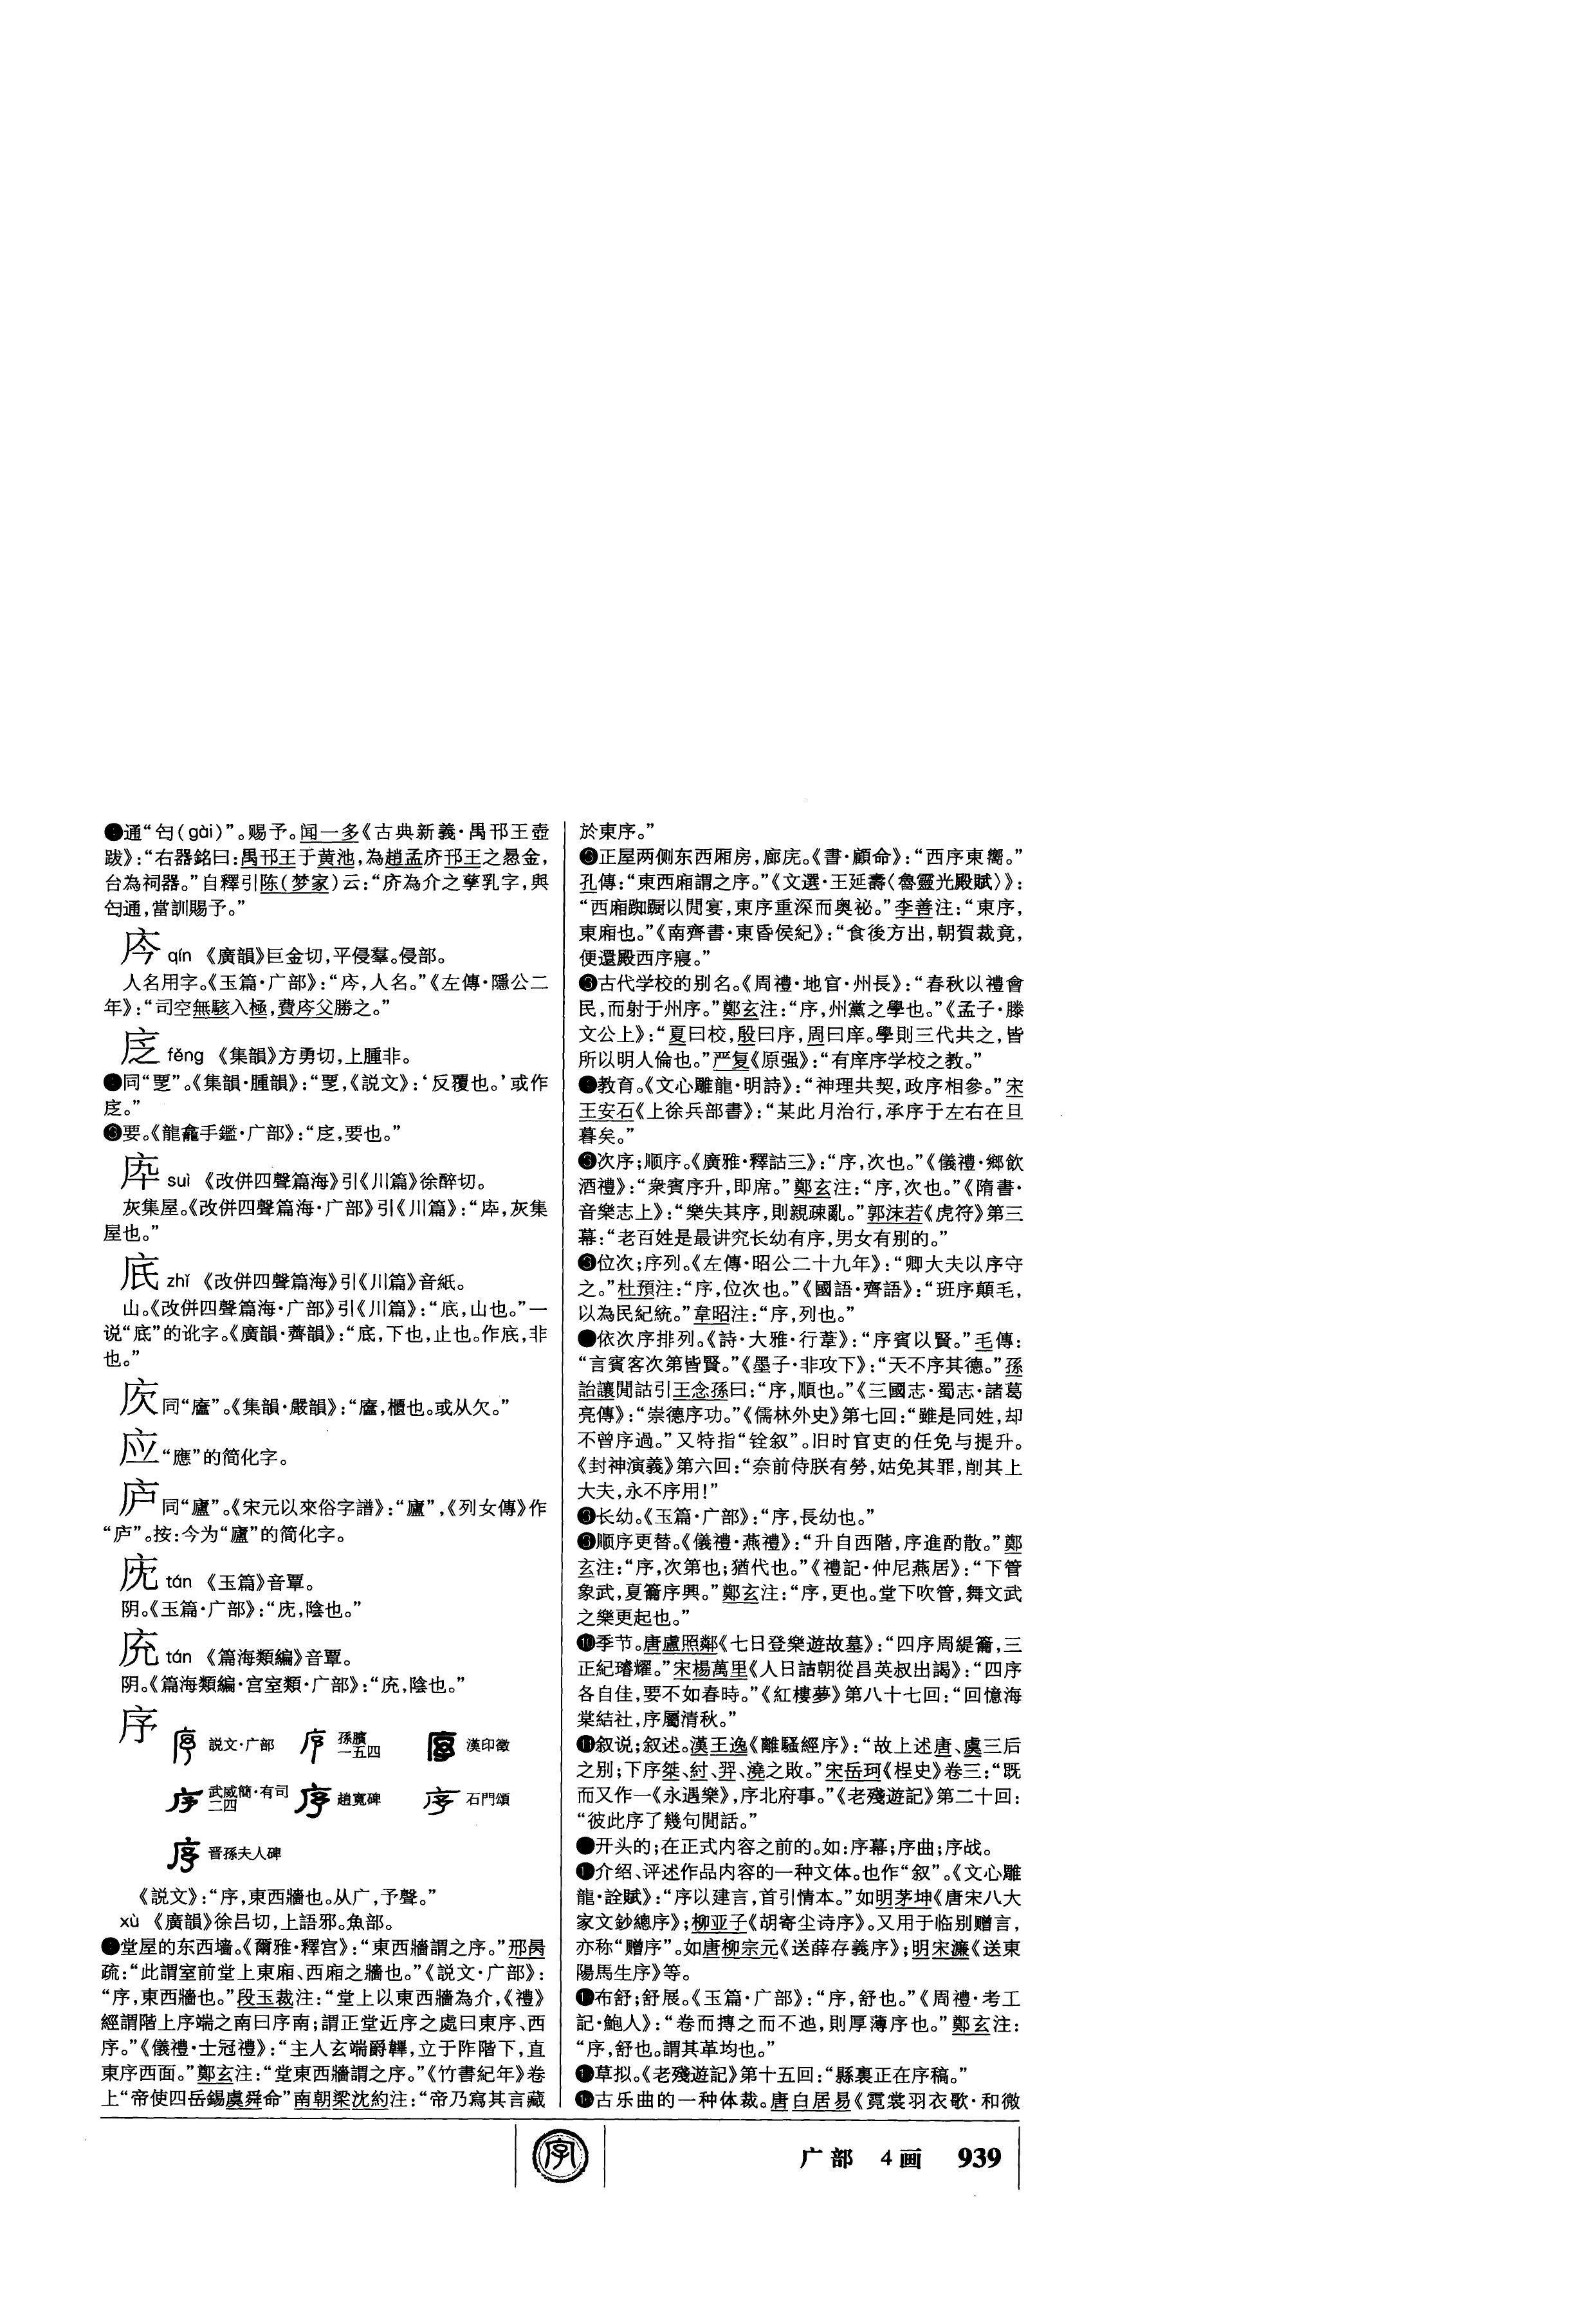 通“匄(gài)”。赐予。闻一多《古典新義·禺邗王壺
跋》:“右器銘曰:禺邗王于黄池,為趙孟庎邗王之惖金,
台為祠器。”自釋引陈(梦家)云:“庎為介之孳乳字,與
匄通,當訓賜予。”
庈 qín 《廣韻》巨金切,平侵羣。侵部。
人名用字。《玉篇·广部》:“庈,人名。”《左傳·隱公二
年》:“司空無駭入極,費庈父勝之。”
㡺 fěng 《集韻》方勇切,上腫非。
同“覂”。《集韻·腫韻》:“覂,《説文》:‘反覆也。’或作
㡺。”
要。《龍龕手鑑·广部》:“㡺,要也。”
suì 《改併四聲篇海》引《川篇》徐醉切。
灰集屋。《改併四聲篇海·广部》引《川篇》:“,灰集
屋也。”
㡳 zhǐ 《改併四聲篇海》引《川篇》音紙。
山。《改併四聲篇海·广部》引《川篇》:“㡳,山也。”一
说“底”的讹字。《廣韻·薺韻》:“底,下也,止也。作㡳,非
也。”
同“㢙”。《集韻·嚴韻》:“,櫃也。或从欠。”
应 “應”的简化字。
庐 同“廬”。《宋元以來俗字譜》:“廬”,《列女傳》作
“庐”。按:今为“廬”的简化字。
tán 《玉篇》音覃。
阴。《玉篇·广部》:“,陰也。”
tán 《篇海類編》音覃。
阴。《篇海類編·宫室類·广部》:“,陰也。”
序 説文·广部 孫臏一五四 漢印徵
武威簡·有司二四 趙寬碑 石門頌
晋孫夫人碑
《説文》:“序,東西牆也。从广,予聲。”
xù 《廣韻》徐吕切,上語邪。魚部。
堂屋的东西墙。《爾雅·釋宫》:“東西牆謂之序。”邢昺
疏:“此謂室前堂上東廂、西廂之牆也。”《説文·广部》:
“序,東西牆也。”段玉裁注:“堂上以東西牆為介,《禮》
經謂階上序端之南曰序南;謂正堂近序之處曰東序、西
序。”《儀禮·士冠禮》:“主人玄端爵韠,立于阼階下,直
東序西面。”鄭玄注:“堂東西牆謂之序。”《竹書紀年》卷
上“帝使四岳錫虞舜命”南朝梁沈約注:“帝乃寫其言藏
於東序。”
❸正屋两侧东西厢房,廊庑。《書·顧命》:“西序東嚮。”
孔傳:“東西廂謂之序。”《文選·王延壽〈魯靈光殿賦〉》:
“西廂踟蹰以閒宴,東序重深而奥祕。”李善注:“東序,
東廂也。”《南齊書·東昏侯紀》:“食後方出,朝賀裁竟,
便還殿西序寢。”
❸古代学校的别名。《周禮·地官·州長》:“春秋以禮會
民,而射于州序。”鄭玄注:“序,州黨之學也。”《孟子·滕
文公上》:“夏曰校,殷曰序,周曰庠。學則三代共之,皆
所以明人倫也。”严复《原强》:“有庠序学校之教。”
教育。《文心雕龍·明詩》:“神理共契,政序相參。”宋
王安石《上徐兵部書》:“某此月治行,承序于左右在旦
暮矣。”
次序;顺序。《廣雅·釋詁三》:“序,次也。”《儀禮·鄉飲
酒禮》:“衆賓序升,即席。”鄭玄注:“序,次也。”《隋書·
音樂志上》:“樂失其序,則親疎亂。”郭沫若《虎符》第三
幕:“老百姓是最讲究长幼有序,男女有别的。”
位次;序列。《左傳·昭公二十九年》:“卿大夫以序守
之。”杜預注:“序,位次也。”《國語·齊語》:“班序顛毛,
以為民紀統。”韋昭注:“序,列也。”
依次序排列。《詩·大雅·行葦》:“序賓以賢。”毛傳:
“言賓客次第皆賢。”《墨子·非攻下》:“天不序其德。”孫
詒讓閒詁引王念孫曰:“序,順也。”《三國志·蜀志·諸葛
亮傳》:“崇德序功。”《儒林外史》第七回:“雖是同姓,却
不曾序過。”又特指“铨叙”。旧时官吏的任免与提升。
《封神演義》第六回:“奈前侍朕有勞,姑免其罪,削其上
大夫,永不序用!”
长幼。《玉篇·广部》:“序,長幼也。”
顺序更替。《儀禮·燕禮》:“升自西階,序進酌散。”鄭
玄注:“序,次第也;猶代也。”《禮記·仲尼燕居》:“下管
象武,夏籥序興。”鄭玄注:“序,更也。堂下吹管,舞文武
之樂更起也。”
❿季节。唐盧照鄰《七日登樂遊故墓》:“四序周緹籥,三
正紀璿耀。”宋楊萬里《人日詰朝從昌英叔出謁》:“四序
各自佳,要不如春時。”《紅樓夢》第八十七回:“回憶海
棠結社,序屬清秋。”
⓫叙说;叙述。漢王逸《離騷經序》:“故上述唐、虞三后
之别;下序桀、紂、羿、澆之敗。”宋岳珂《桯史》卷三:“既
而又作一《永遇樂》,序北府事。”《老殘遊記》第二十回:
“彼此序了幾句閒話。”
开头的;在正式内容之前的。如:序幕;序曲;序战。
介绍、评述作品内容的一种文体。也作“叙”。《文心雕
龍·詮賦》:“序以建言,首引情本。”如明茅坤《唐宋八大
家文鈔總序》;柳亚子《胡寄尘诗序》。又用于临别赠言,
亦称“赠序”。如唐柳宗元《送薛存義序》;明宋濂《送東
陽馬生序》等。
布舒;舒展。《玉篇·广部》:“序,舒也。”《周禮·考工
記·鮑人》:“卷而摶之而不迆,則厚薄序也。”鄭玄注:
“序,舒也。謂其革均也。”
草拟。《老殘遊記》第十五回:“縣裏正在序稿。”
古乐曲的一种体裁。唐白居易《霓裳羽衣歌·和微
字
广部 4画 939